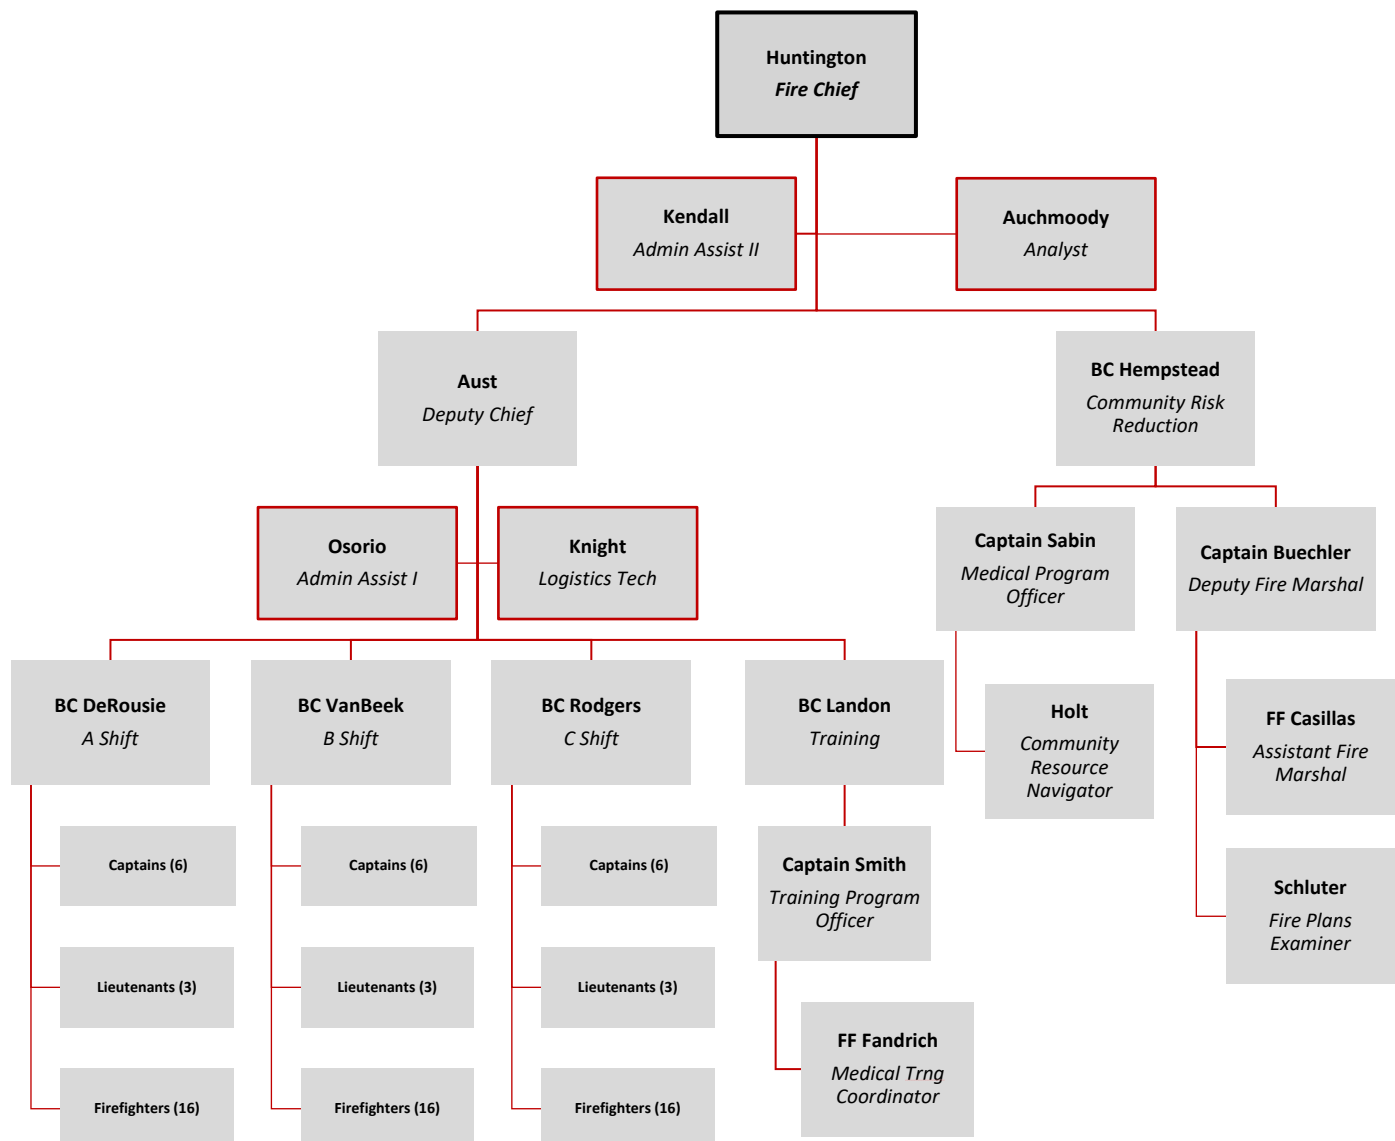 Huntington
Fire Chief
Kendall
Admin Assist II
Auchmoody
Analyst
Aust
Deputy Chief
BC Hempstead
Community Risk
Reduction
Osorio
Admin Assist I
Knight
Logistics Tech
Captain Sabin
Medical Program
Officer
Captain Buechler
Deputy Fire Marshal
BC DeRousie
A Shift
BC VanBeek
B Shift
BC Rodgers
C Shift
BC Landon
Training
Holt
Community
Resource
Navigator
FF Casillas
Assistant Fire
Marshal
Captains (6)
Captains (6)
Captains (6)
Captain Smith
Training Program
Officer
Schluter
Fire Plans
Examiner
Lieutenants (3)
Lieutenants (3)
Lieutenants (3)
FF Fandrich
Medical Trng
Coordinator
Firefighters (16)
Firefighters (16)
Firefighters (16)